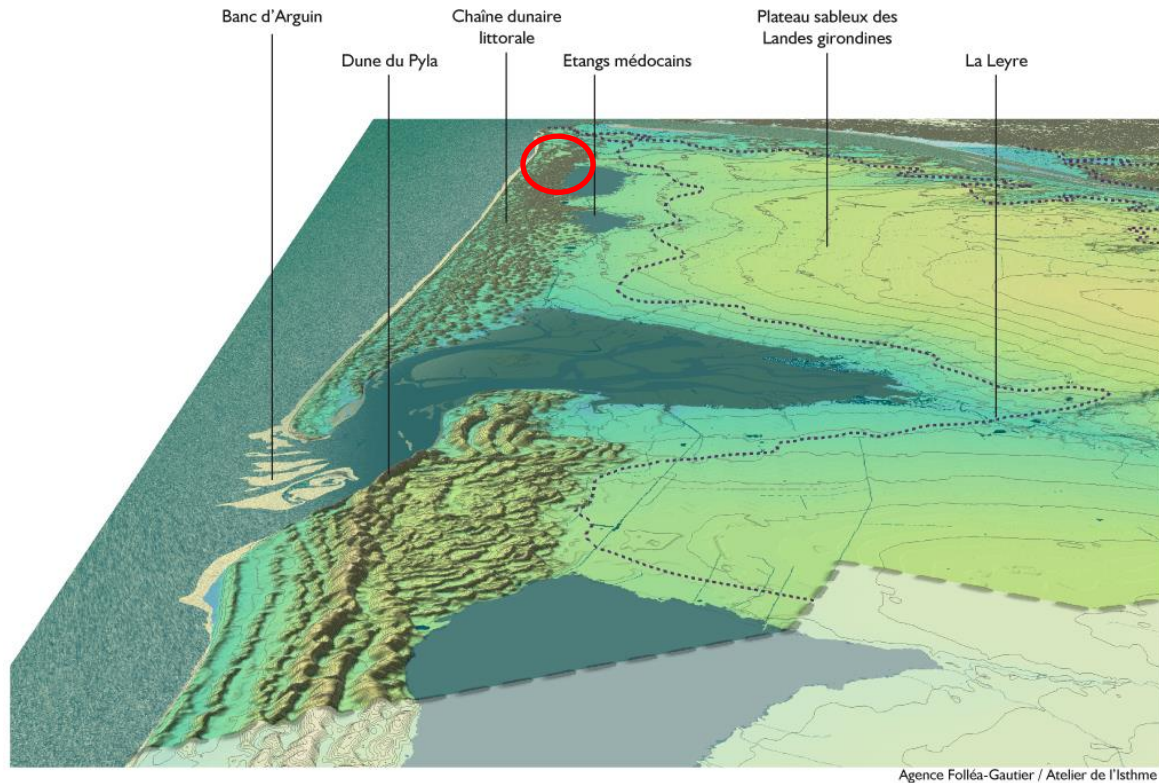 Banc d'Arguin
Chaîne dunaire
littorale
Plateau sableux des
Landes girondines
Dune du Pyla
Etangs médocains
La Leyre
Agence Folléa-Gautier / Atelier de l'Isthme